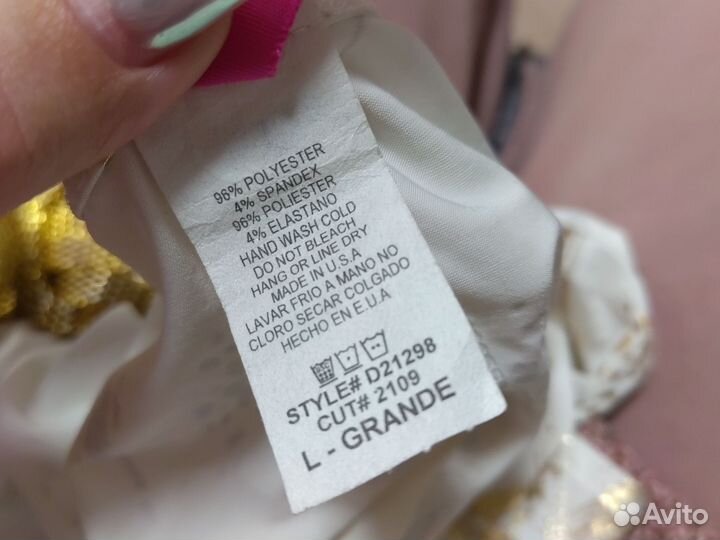 96% POLYESTER
4% SPANDEX
96% POLIESTER
4% ELASTANO
HAND WASH COLD
DO NOT BLEACH
HANG OR LINE DRY
MADE IN U.S.A
LAVAR FRIO A MANO NO
CLORO SECAR COLGADO
HECHO EN E.U.A
STYLE# D21298
CUT# 2109
L - GRANDE
Avito